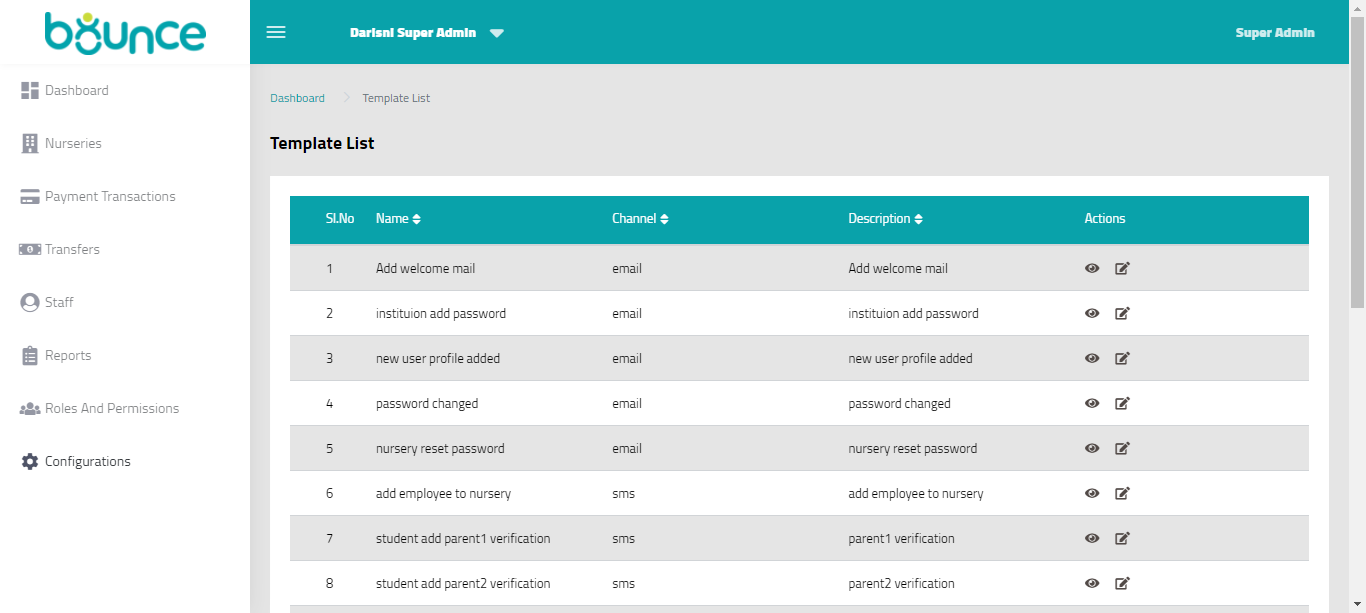 bounce
Darisni Super Admin
Super Admin
Dashboard
Nurseries
Payment Transactions
Transfers
Staff
Reports
Roles And Permissions
Configurations
Dashboard Template List
Template List
Sl.No Name Channel Description Actions
1 Add welcome mail email Add welcome mail
2 instituion add password email instituion add password
3 new user profile added email new user profile added
4 password changed email password changed
5 nursery reset password email nursery reset password
6 add employee to nursery sms add employee to nursery
7 student add parent1 verification sms parent1 verification
8 student add parent2 verification sms parent2 verification